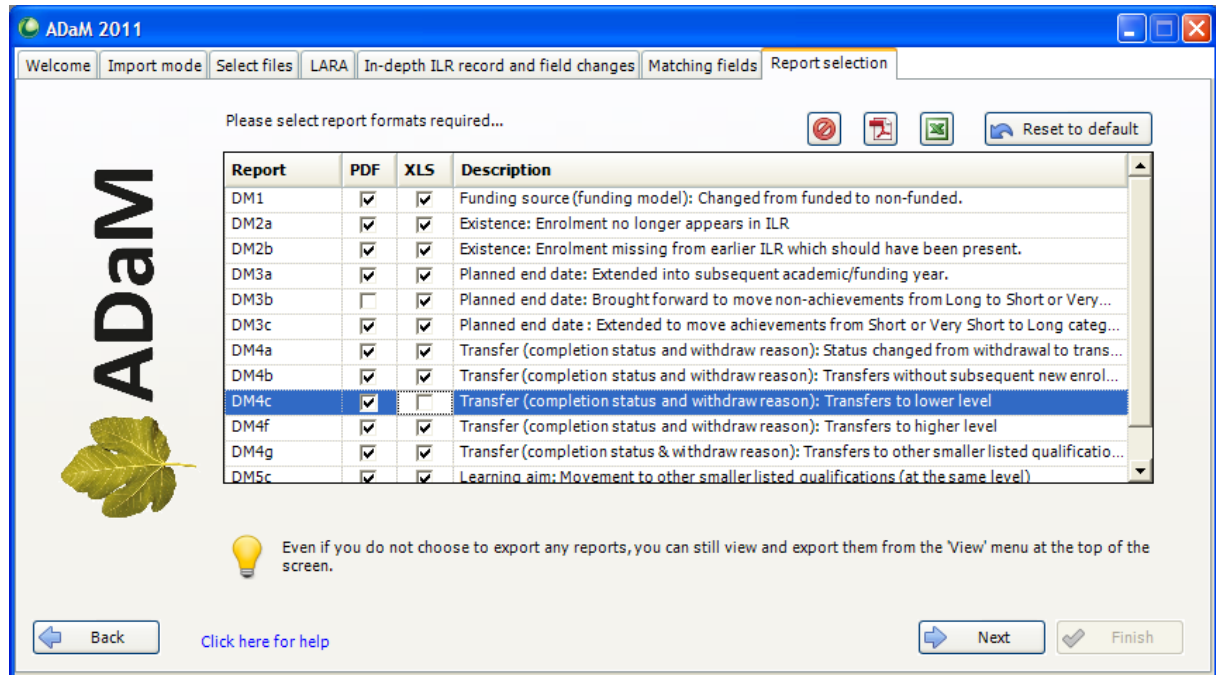 ADaM 2011
Welcome Import mode Select files LARA In-depth ILR record and field changes Matching fields Report selection
Please select report formats required...
Reset to default
ADaM
Report PDF XLS Description
DM1 Funding source (funding model): Changed from funded to non-funded.
DM2a Existence: Enrolment no longer appears in ILR
DM2b Existence: Enrolment missing from earlier ILR which should have been present.
DM3a Planned end date: Extended into subsequent academic/funding year.
DM3b Planned end date: Brought forward to move non-achievements from Long to Short or Very...
DM3c Planned end date : Extended to move achievements from Short or Very Short to Long categ...
DM4a Transfer (completion status and withdraw reason): Status changed from withdrawal to trans...
DM4b Transfer (completion status and withdraw reason): Transfers without subsequent new enrol...
DM4c Transfer (completion status and withdraw reason): Transfers to lower level
DM4f Transfer (completion status and withdraw reason): Transfers to higher level
DM4g Transfer (completion status & withdraw reason): Transfers to other smaller listed qualificatio...
DM5c Learning aim: Movement to other smaller listed qualifications (at the same level)
Even if you do not choose to export any reports, you can still view and export them from the 'View' menu at the top of the
screen.
Back Click here for help Next Finish